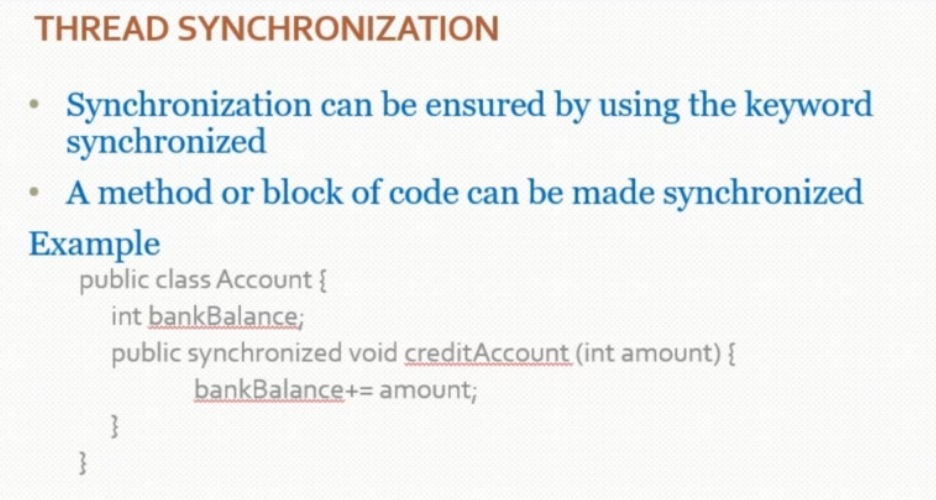 THREAD SYNCHRONIZATION
• Synchronization can be ensured by using the keyword
synchronized
• A method or block of code can be made synchronized
Example
public class Account {
int bankBalance;
public synchronized void creditAccount (int amount) {
bankBalance+= amount;
}
}